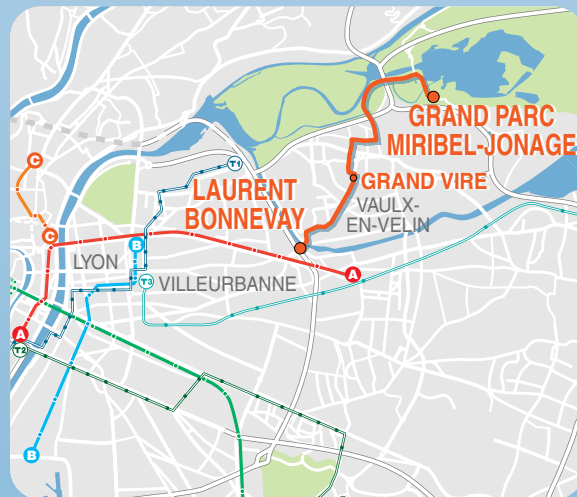 GRAND PARC
MIRIBEL-JONAGE
C
T1
LAURENT
BONNEVAY
GRAND VIRE
VAULX-
EN-VELIN
C
B
LYON
A
T3
VILLEURBANNE
A
T2
B